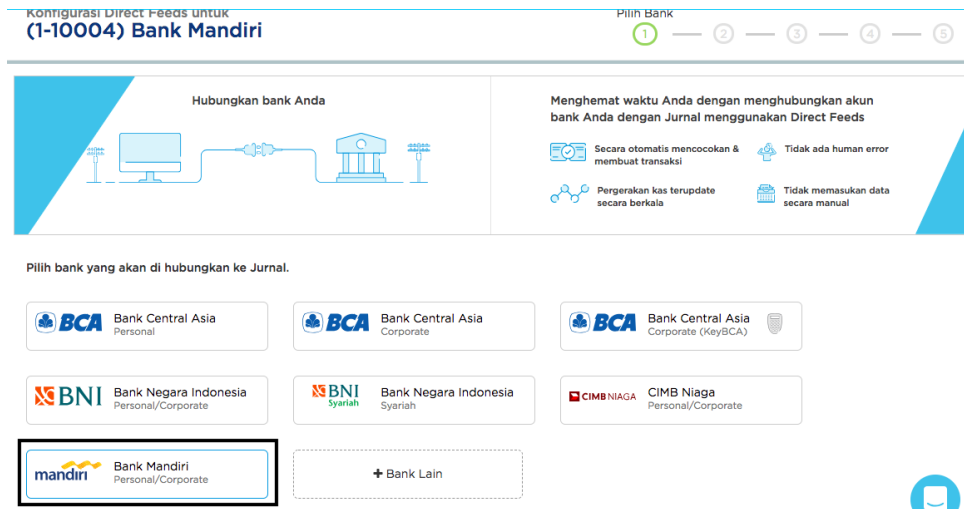 Konfigurasi Direct Feeds untuk
(1-10004) Bank Mandiri
Pilih Bank
1 2 3 4 5
Hubungkan bank Anda
Menghemat waktu Anda dengan menghubungkan akun
bank Anda dengan Jurnal menggunakan Direct Feeds
Secara otomatis mencocokan &
membuat transaksi
Tidak ada human error
Pergerakan kas terupdate
secara berkala
Tidak memasukan data
secara manual
Pilih bank yang akan di hubungkan ke Jurnal.
BCA Bank Central Asia
Personal
BCA Bank Central Asia
Corporate
BCA Bank Central Asia
Corporate (KeyBCA)
BNI Bank Negara Indonesia
Personal/Corporate
BNI Syariah Bank Negara Indonesia
Syariah
CIMB NIAGA CIMB Niaga
Personal/Corporate
mandiri Bank Mandiri
Personal/Corporate
+ Bank Lain